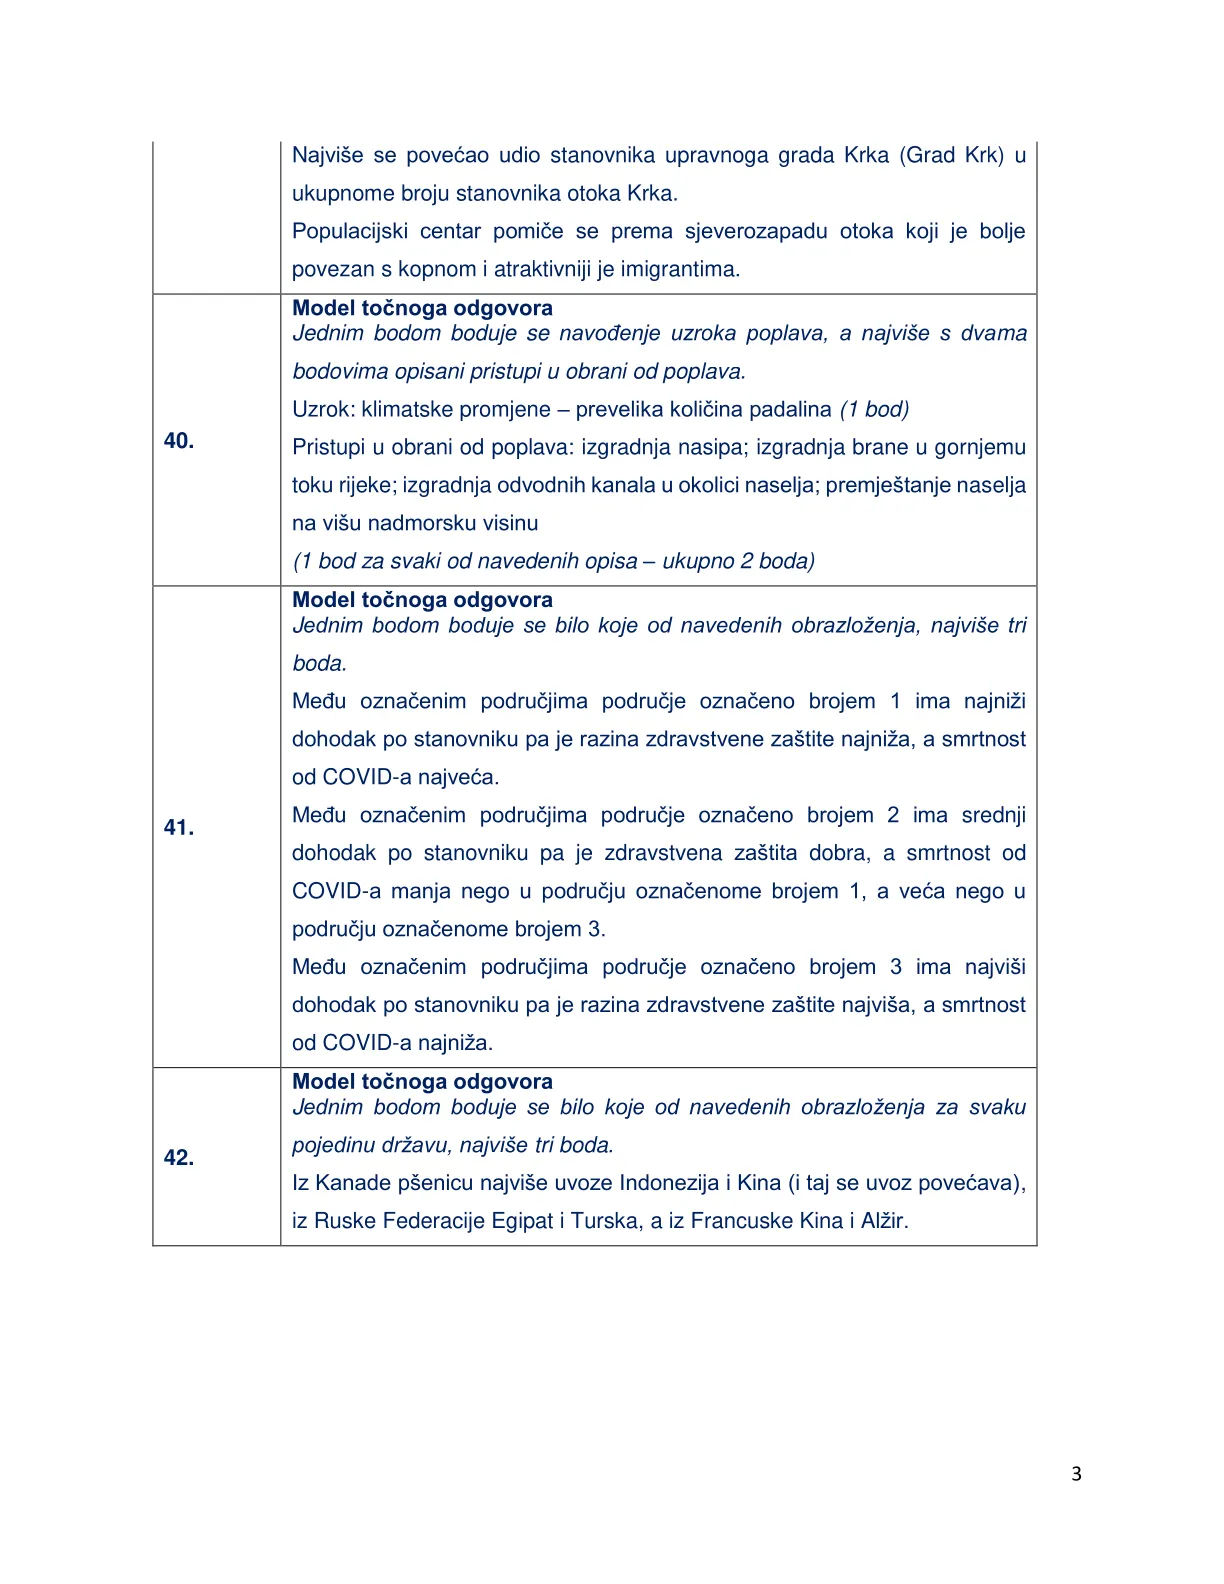 Najviše se povećao udio stanovnika upravnoga grada Krka (Grad Krk) u
ukupnome broju stanovnika otoka Krka.
Populacijski centar pomiče se prema sjeverozapadu otoka koji je bolje
povezan s kopnom i atraktivniji je imigrantima.
40.
Model točnoga odgovora
Jednim bodom boduje se navođenje uzroka poplava, a najviše s dvama
bodovima opisani pristupi u obrani od poplava.
Uzrok: klimatske promjene – prevelika količina padalina (1 bod)
Pristupi u obrani od poplava: izgradnja nasipa; izgradnja brane u gornjemu
toku rijeke; izgradnja odvodnih kanala u okolici naselja; premještanje naselja
na višu nadmorsku visinu
(1 bod za svaki od navedenih opisa – ukupno 2 boda)
41.
Model točnoga odgovora
Jednim bodom boduje se bilo koje od navedenih obrazloženja, najviše tri
boda.
Među označenim područjima područje označeno brojem 1 ima najniži
dohodak po stanovniku pa je razina zdravstvene zaštite najniža, a smrtnost
od COVID-a najveća.
Među označenim područjima područje označeno brojem 2 ima srednji
dohodak po stanovniku pa je zdravstvena zaštita dobra, a smrtnost od
COVID-a manja nego u području označenome brojem 1, a veća nego u
području označenome brojem 3.
Među označenim područjima područje označeno brojem 3 ima najviši
dohodak po stanovniku pa je razina zdravstvene zaštite najviša, a smrtnost
od COVID-a najniža.
42.
Model točnoga odgovora
Jednim bodom boduje se bilo koje od navedenih obrazloženja za svaku
pojedinu državu, najviše tri boda.
Iz Kanade pšenicu najviše uvoze Indonezija i Kina (i taj se uvoz povećava),
iz Ruske Federacije Egipat i Turska, a iz Francuske Kina i Alžir.
3